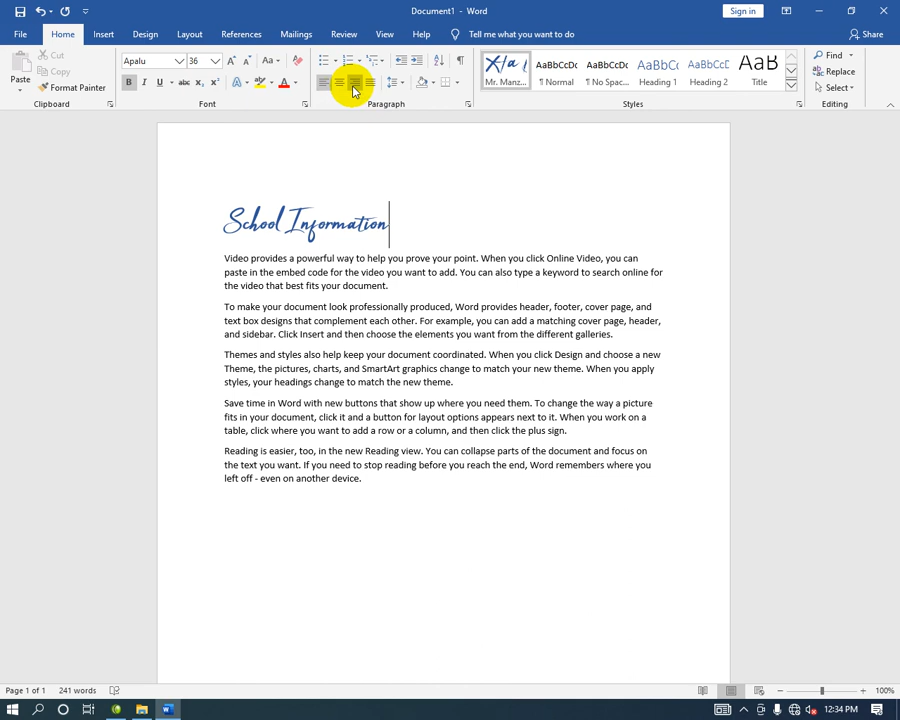 Document1 - Word
Sign in
File Home Insert Design Layout References Mailings Review View Help Tell me what you want to do Share
Paste
Cut
Copy
Format Painter
Clipboard
Apalu 36 Aa
B I U abc x₂ x² A A
Font
Paragraph
Mr. Manz...
AaBbCcDc
¶ Normal
AaBbCcDc
¶ No Spac...
AaBbCc
Heading 1
AaBbCcD
Heading 2
AaB
Title
Styles
Find
Replace
Select
Editing
School Information
Video provides a powerful way to help you prove your point. When you click Online Video, you can
paste in the embed code for the video you want to add. You can also type a keyword to search online for
the video that best fits your document.
To make your document look professionally produced, Word provides header, footer, cover page, and
text box designs that complement each other. For example, you can add a matching cover page, header,
and sidebar. Click Insert and then choose the elements you want from the different galleries.
Themes and styles also help keep your document coordinated. When you click Design and choose a new
Theme, the pictures, charts, and SmartArt graphics change to match your new theme. When you apply
styles, your headings change to match the new theme.
Save time in Word with new buttons that show up where you need them. To change the way a picture
fits in your document, click it and a button for layout options appears next to it. When you work on a
table, click where you want to add a row or a column, and then click the plus sign.
Reading is easier, too, in the new Reading view. You can collapse parts of the document and focus on
the text you want. If you need to stop reading before you reach the end, Word remembers where you
left off - even on another device.
Page 1 of 1 241 words 100%
12:34 PM